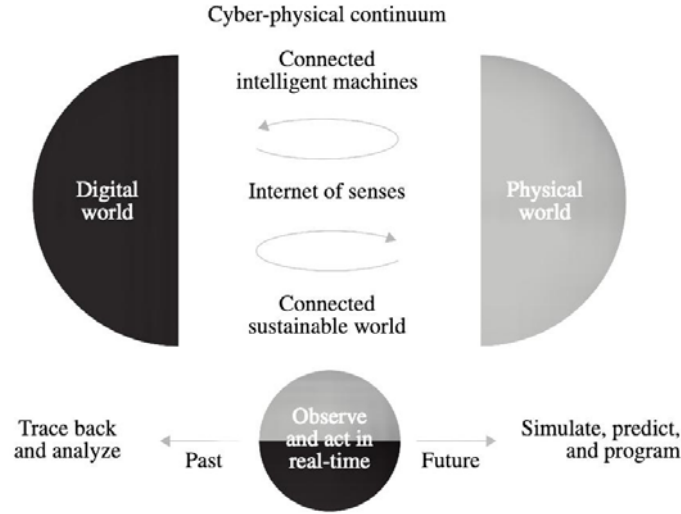 Cyber-physical continuum
Connected
intelligent machines
Digital
world
Internet of senses
Physical
world
Connected
sustainable world
Trace back
and analyze
Past
Observe
and act in
real-time
Future
Simulate, predict,
and program